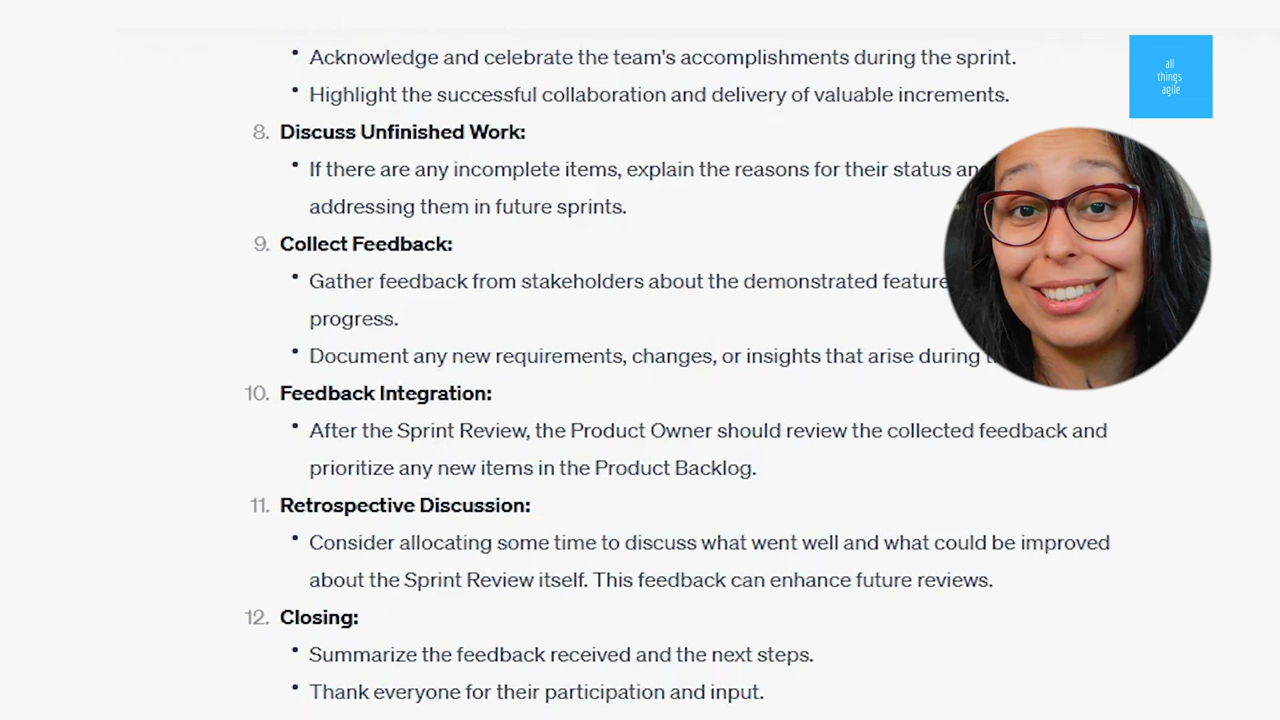 Acknowledge and celebrate the team's accomplishments during the sprint.
Highlight the successful collaboration and delivery of valuable increments.
8. Discuss Unfinished Work:
If there are any incomplete items, explain the reasons for their status
addressing them in future sprints.
9. Collect Feedback:
Gather feedback from stakeholders about the demonstrated
progress.
Document any new requirements, changes, or insights that arise during
10. Feedback Integration:
After the Sprint Review, the Product Owner should review the collected feedback and
prioritize any new items in the Product Backlog.
11. Retrospective Discussion:
Consider allocating some time to discuss what went well and what could be improved
about the Sprint Review itself. This feedback can enhance future reviews.
12. Closing:
Summarize the feedback received and the next steps.
Thank everyone for their participation and input.
all
things
agile